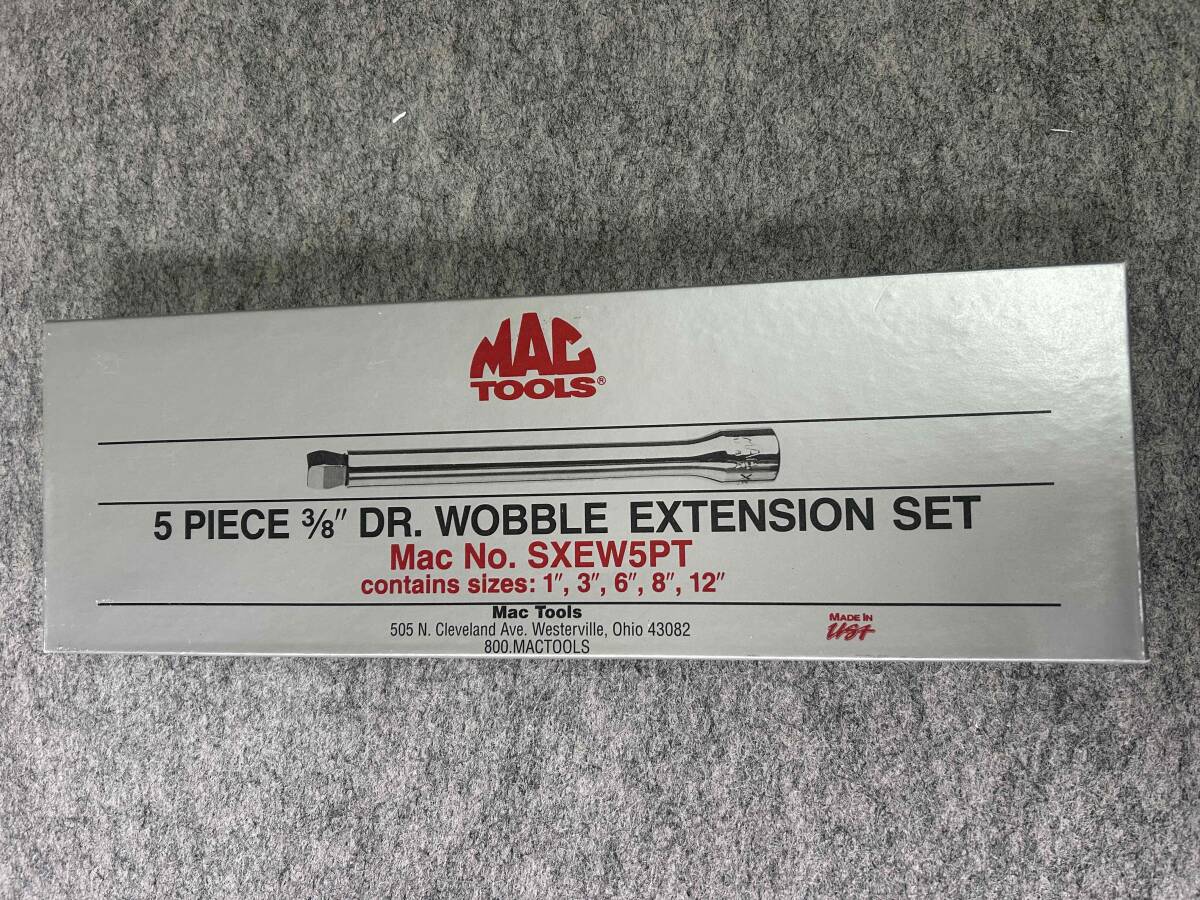 MAC
TOOLS®
5 PIECE 3/8" DR. WOBBLE EXTENSION SET
Mac No. SXEW5PT
contains sizes: 1", 3", 6", 8", 12"
Mac Tools
505 N. Cleveland Ave. Westerville, Ohio 43082
800.MACTOOLS
MADE IN
USA